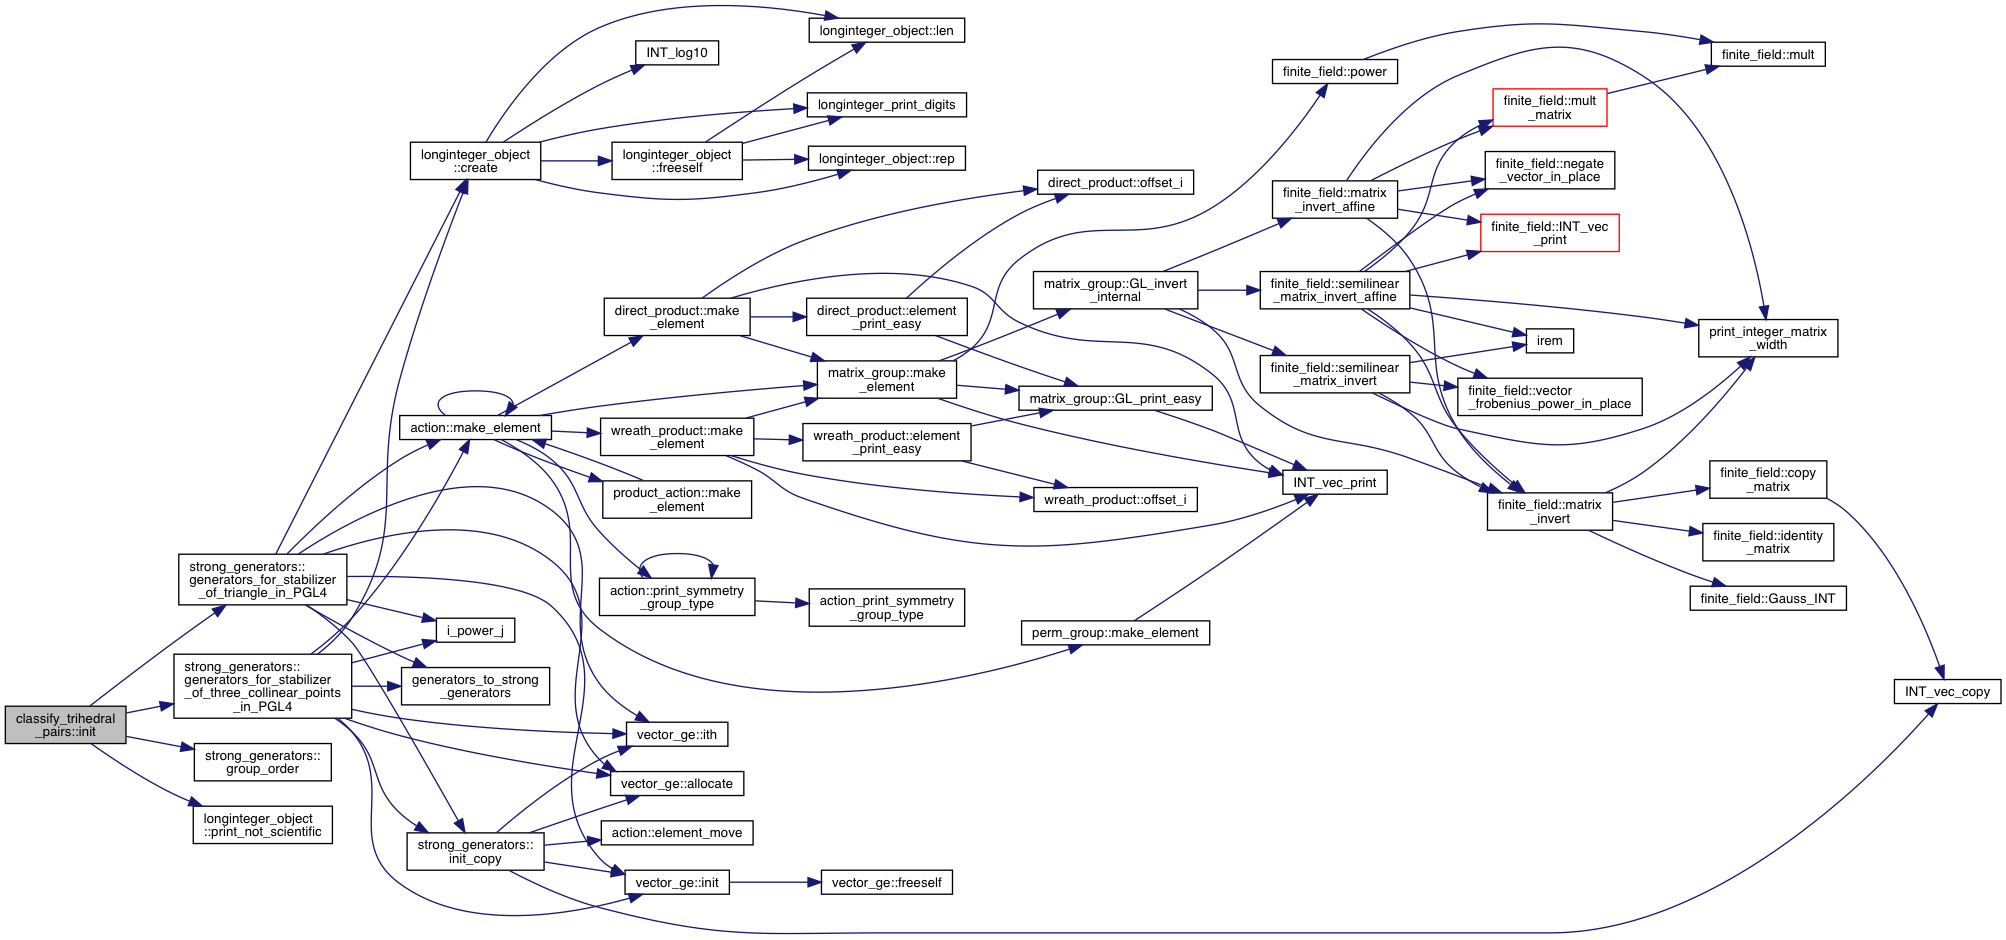 classify_trihedral
_pairs::init
strong_generators::
generators_for_stabilizer
_of_triangle_in_PGL4
strong_generators::
generators_for_stabilizer
_of_three_collinear_points
_in_PGL4
strong_generators::
group_order
longinteger_object
::print_not_scientific
longinteger_object
::create
action::make_element
i_power_j
generators_to_strong
_generators
strong_generators::
init_copy
INT_log10
longinteger_object
::freeself
direct_product::make
_element
wreath_product::make
_element
product_action::make
_element
action::print_symmetry
_group_type
vector_ge::ith
vector_ge::allocate
action::element_move
vector_ge::init
longinteger_object::len
longinteger_print_digits
longinteger_object::rep
direct_product::element
_print_easy
matrix_group::make
_element
wreath_product::element
_print_easy
action_print_symmetry
_group_type
vector_ge::freeself
direct_product::offset_i
matrix_group::GL_invert
_internal
matrix_group::GL_print_easy
wreath_product::offset_i
perm_group::make_element
finite_field::power
finite_field::matrix
_invert_affine
finite_field::semilinear
_matrix_invert_affine
finite_field::semilinear
_matrix_invert
INT_vec_print
finite_field::mult
_matrix
finite_field::negate
_vector_in_place
finite_field::INT_vec
_print
irem
finite_field::vector
_frobenius_power_in_place
finite_field::matrix
_invert
finite_field::mult
print_integer_matrix
_width
finite_field::copy
_matrix
finite_field::identity
_matrix
finite_field::Gauss_INT
INT_vec_copy